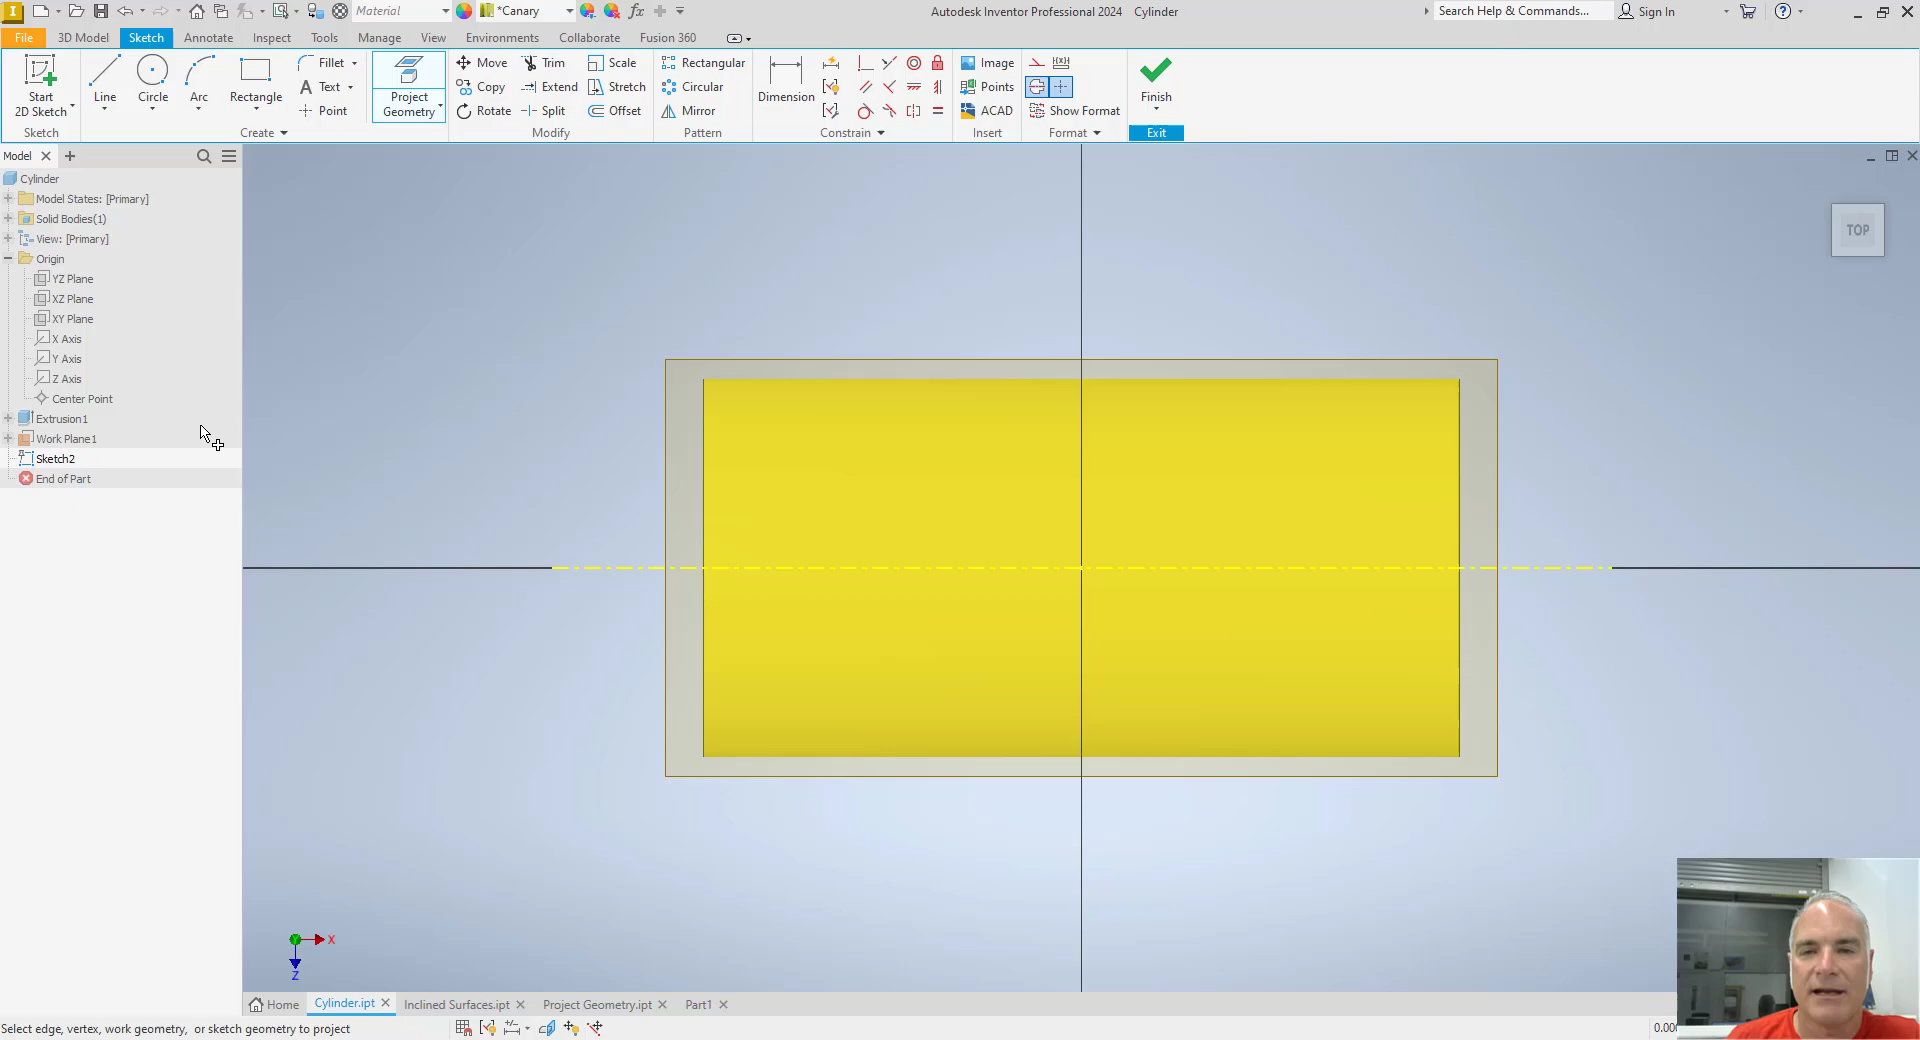 Material
*Canary
fx
Autodesk Inventor Professional 2024 Cylinder
Search Help & Commands...
Sign In
File
3D Model
Sketch
Annotate
Inspect
Tools
Manage
View
Environments
Collaborate
Fusion 360
Start
2D Sketch
Line
Circle
Arc
Rectangle
Fillet
Text
Point
Project
Geometry
Move
Copy
Rotate
Trim
Extend
Split
Scale
Stretch
Offset
Rectangular
Circular
Mirror
Dimension
Image
Points
ACAD
Show Format
Finish
Sketch
Create
Modify
Pattern
Constrain
Insert
Format
Exit
Model
Cylinder
Model States: [Primary]
Solid Bodies(1)
View: [Primary]
Origin
YZ Plane
XZ Plane
XY Plane
X Axis
Y Axis
Z Axis
Center Point
Extrusion1
Work Plane1
Sketch2
End of Part
TOP
X
Z
Home
Cylinder.ipt
Inclined Surfaces.ipt
Project Geometry.ipt
Part1
Select edge, vertex, work geometry, or sketch geometry to project
0.00